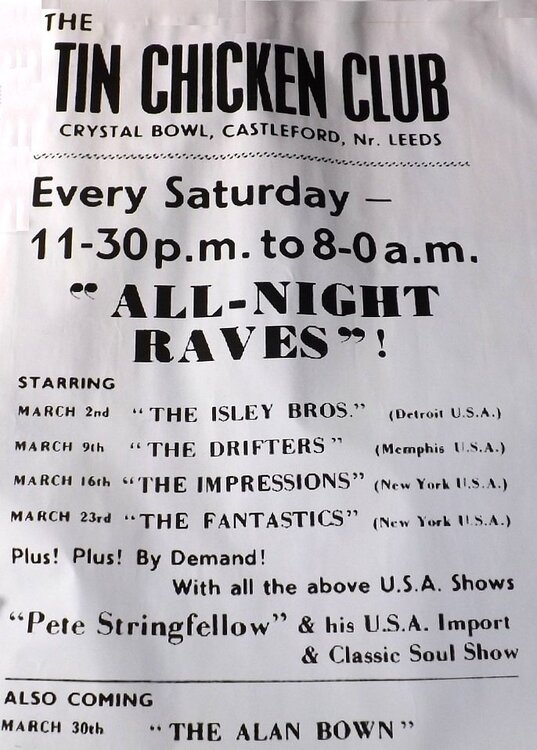 THE
TIN CHICKEN CLUB
CRYSTAL BOWL, CASTLEFORD, Nr. LEEDS
Every Saturday —
11-30p.m. to 8-0a.m.
“ ALL-NIGHT
RAVES ” !
STARRING
MARCH 2nd “ THE ISLEY BROS.” (Detroit U.S.A.)
MARCH 9th “ THE DRIFTERS ” (Memphis U.S.A.)
MARCH 16th “THE IMPRESSIONS” (New York U.S.A.)
MARCH 23rd “THE FANTASTICS” (New York U.S.A.)
Plus! Plus! By Demand!
With all the above U.S.A. Shows
“Pete Stringfellow” & his U.S.A. Import
& Classic Soul Show
ALSO COMING
MARCH 30th “ THE ALAN BOWN ”